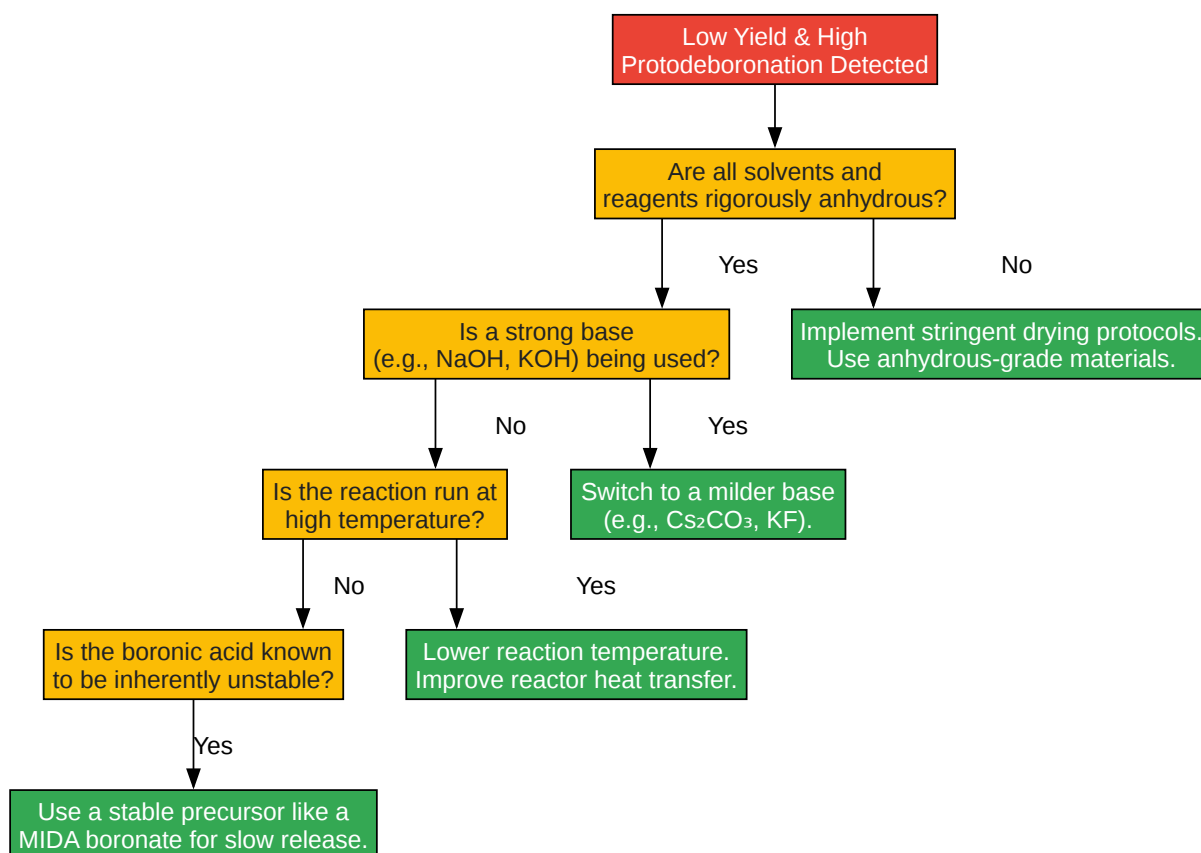 Low Yield & High
Protodeboronation Detected
Are all solvents and
reagents rigorously anhydrous?
Yes
No
Is a strong base
(e.g., NaOH, KOH) being used?
Implement stringent drying protocols.
Use anhydrous-grade materials.
No
Yes
Is the reaction run at
high temperature?
Switch to a milder base
(e.g., Cs₂CO₃, KF).
No
Yes
Is the boronic acid known
to be inherently unstable?
Lower reaction temperature.
Improve reactor heat transfer.
Yes
Use a stable precursor like a
MIDA boronate for slow release.